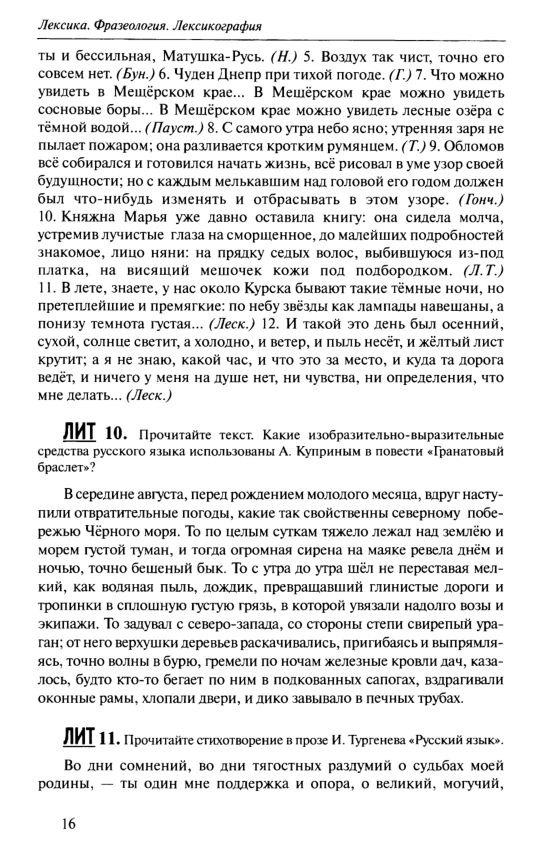 Лексика. Фразеология. Лексикография
ты и бессильная, Матушка-Русь. (Н.) 5. Воздух так чист, точно его
совсем нет. (Бун.) 6. Чуден Днепр при тихой погоде. (Г.) 7. Что можно
увидеть в Мещёрском крае... В Мещёрском крае можно увидеть
сосновые боры... В Мещёрском крае можно увидеть лесные озёра с
тёмной водой... (Пауст.) 8. С самого утра небо ясно; утренняя заря не
пылает пожаром; она разливается кротким румянцем. (Т.) 9. Обломов
всё собирался и готовился начать жизнь, всё рисовал в уме узор своей
будущности; но с каждым мелькавшим над головой его годом должен
был что-нибудь изменять и отбрасывать в этом узоре. (Гонч.)
10. Княжна Марья уже давно оставила книгу: она сидела молча,
устремив лучистые глаза на сморщенное, до малейших подробностей
знакомое, лицо няни: на прядку седых волос, выбившуюся из-под
платка, на висящий мешочек кожи под подбородком. (Л.Т.)
11. В лете, знаете, у нас около Курска бывают такие тёмные ночи, но
претеплейшие и премягкие: по небу звёзды как лампады навешаны, а
понизу темнота густая... (Леск.) 12. И такой это день был осенний,
сухой, солнце светит, а холодно, и ветер, и пыль несёт, и жёлтый лист
крутит; а я не знаю, какой час, и что это за место, и куда та дорога
ведёт, и ничего у меня на душе нет, ни чувства, ни определения, что
мне делать... (Леск.)
ЛИТ 10. Прочитайте текст. Какие изобразительно-выразительные
средства русского языка использованы А. Куприным в повести «Гранатовый
браслет»?
В середине августа, перед рождением молодого месяца, вдруг насту-
пили отвратительные погоды, какие так свойственны северному побе-
режью Чёрного моря. То по целым суткам тяжело лежал над землёю и
морем густой туман, и тогда огромная сирена на маяке ревела днём и
ночью, точно бешеный бык. То с утра до утра шёл не переставая мел-
кий, как водяная пыль, дождик, превращавший глинистые дороги и
тропинки в сплошную густую грязь, в которой увязали надолго возы и
экипажи. То задувал с северо-запада, со стороны степи свирепый ура-
ган; от него верхушки деревьев раскачивались, пригибаясь и выпрямля-
ясь, точно волны в бурю, гремели по ночам железные кровли дач, каза-
лось, будто кто-то бегает по ним в подкованных сапогах, вздрагивали
оконные рамы, хлопали двери, и дико завывало в печных трубах.
ЛИТ 11. Прочитайте стихотворение в прозе И. Тургенева «Русский язык».
Во дни сомнений, во дни тягостных раздумий о судьбах моей
родины, — ты один мне поддержка и опора, о великий, могучий,
16